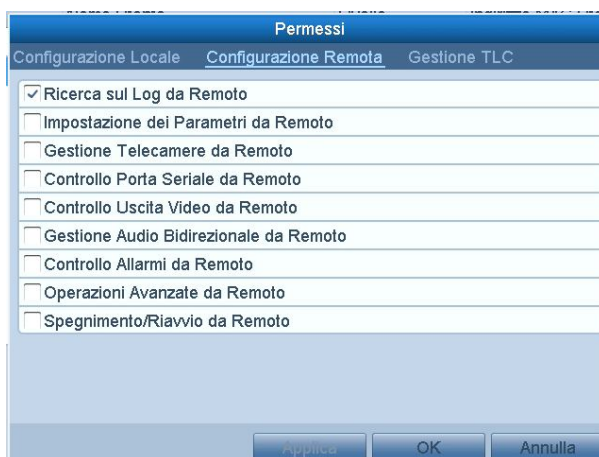 Permessi
Configurazione Locale Configurazione Remota Gestione TLC
Ricerca sul Log da Remoto
Impostazione dei Parametri da Remoto
Gestione Telecamere da Remoto
Controllo Porta Seriale da Remoto
Controllo Uscita Video da Remoto
Gestione Audio Bidirezionale da Remoto
Controllo Allarmi da Remoto
Operazioni Avanzate da Remoto
Spegnimento/Riavvio da Remoto
Applica OK Annulla